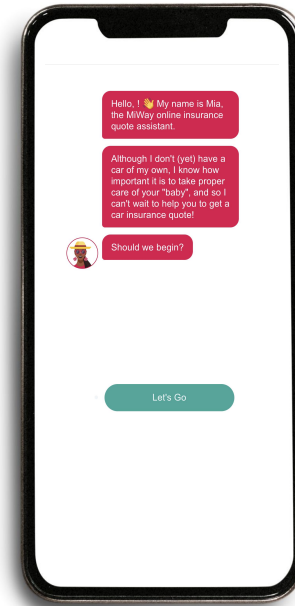 Hello, ! 👋 My name is Mia,
the MiWay online insurance
quote assistant.
Although I don't (yet) have a
car of my own, I know how
important it is to take proper
care of your "baby", and so I
can't wait to help you to get a
car insurance quote!
Should we begin?
Let's Go